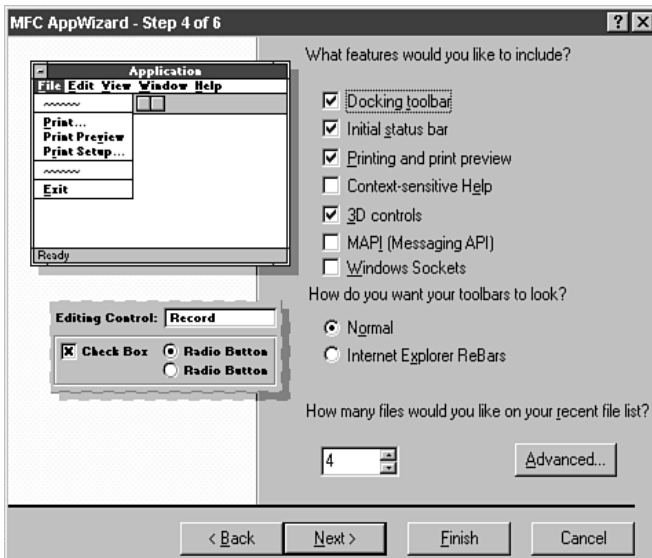 MFC AppWizard - Step 4 of 6
Application
File Edit View Window Help
Print...
Print Preview
Print Setup...
Exit
Ready
Editing Control: Record
Check Box
Radio Button
Radio Button
What features would you like to include?
Docking toolbar
Initial status bar
Printing and print preview
Context-sensitive Help
3D controls
MAPI (Messaging API)
Windows Sockets
How do you want your toolbars to look?
Normal
Internet Explorer ReBars
How many files would you like on your recent file list?
4
Advanced...
< Back
Next >
Finish
Cancel